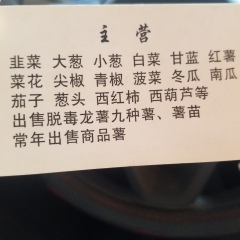 主 营
韭菜 大葱 小葱 白菜 甘蓝 红薯
菜花 尖椒 青椒 菠菜 冬瓜 南瓜
茄子 葱头 西红柿 西葫芦等
出售脱毒龙薯九种薯、薯苗
常年出售商品薯